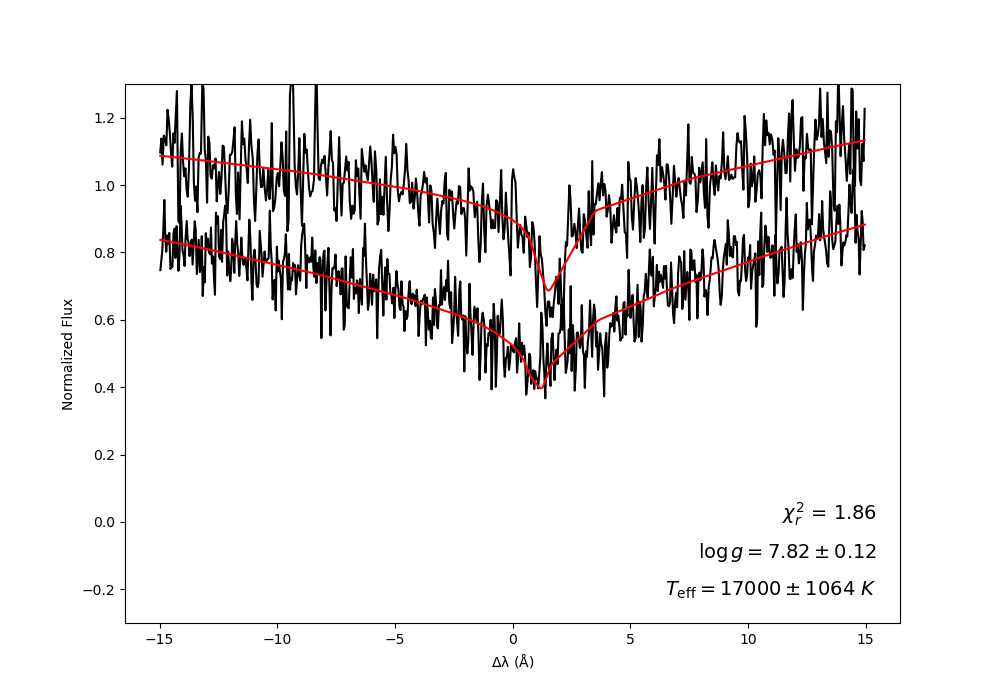 1.2
1.0
0.8
0.6
0.4
0.2
0.0
−0.2
Normalized Flux
χ²ᵣ = 1.86
log g = 7.82 ± 0.12
T_eff = 17000 ± 1064 K
−15 −10 −5 0 5 10 15
Δλ (Å)